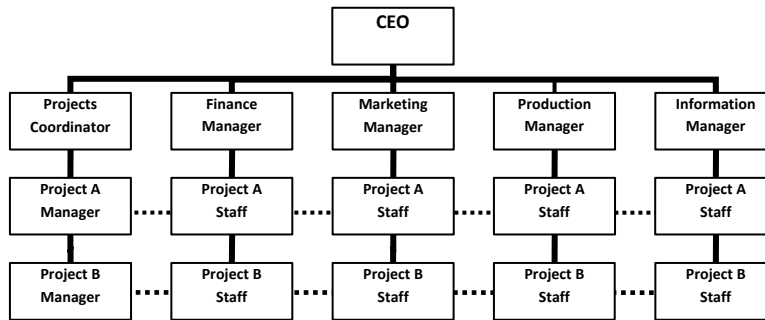 CEO
Projects
Coordinator
Finance
Manager
Marketing
Manager
Production
Manager
Information
Manager
Project A
Manager
Project A
Staff
Project A
Staff
Project A
Staff
Project A
Staff
Project B
Manager
Project B
Staff
Project B
Staff
Project B
Staff
Project B
Staff